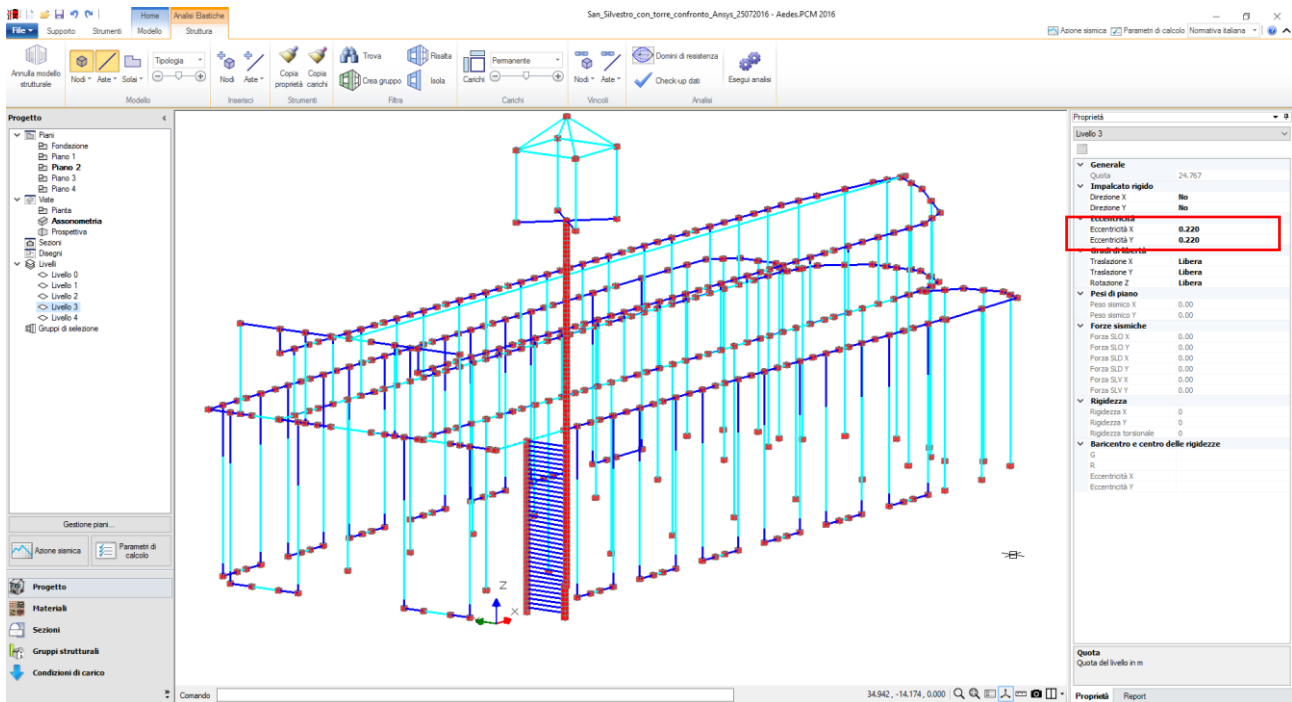 San_Silvestro_con_torre_confronto_Ansys_25072016 - Aedes.PCM 2016
Home
Analisi Elastiche
File
Supporto
Strumenti
Modello
Struttura
Azione sismica
Parametri di calcolo
Normativa italiana
Annulla modello strutturale
Nodi
Aste
Solai
Tipologia
Modello
Nodi
Aste
Inserisci
Copia proprietà
Copia carichi
Strumenti
Trova
Crea gruppo
Risalta
Isola
Filtra
Carichi
Permanente
Carichi
Nodi
Aste
Vincoli
Domini di resistenza
Check-up dati
Esegui analisi
Analisi
Progetto
Piani
Fondazione
Piano 1
Piano 2
Piano 3
Piano 4
Viste
Pianta
Assonometria
Prospettiva
Sezioni
Disegni
Livelli
Livello 0
Livello 1
Livello 2
Livello 3
Livello 4
Gruppi di selezione
Gestione piani...
Azione sismica
Parametri di calcolo
Progetto
Materiali
Sezioni
Gruppi strutturali
Condizioni di carico
Z
X
Comando
34.942 , -14.174 , 0.000
Proprietà
Livello 3
Generale
Quota 24.767
Impalcato rigido
Direzione X No
Direzione Y No
Eccentricità
Eccentricità X 0.220
Eccentricità Y 0.220
Gradi di libertà
Traslazione X Libera
Traslazione Y Libera
Rotazione Z Libera
Pesi di piano
Peso sismico X 0.00
Peso sismico Y 0.00
Forze sismiche
Forza SLO X 0.00
Forza SLO Y 0.00
Forza SLD X 0.00
Forza SLD Y 0.00
Forza SLV X 0.00
Forza SLV Y 0.00
Rigidezza
Rigidezza X 0
Rigidezza Y 0
Rigidezza torsionale 0
Baricentro e centro delle rigidezze
G
R
Eccentricità X
Eccentricità Y
Quota
Quota del livello in m
Proprietà
Report